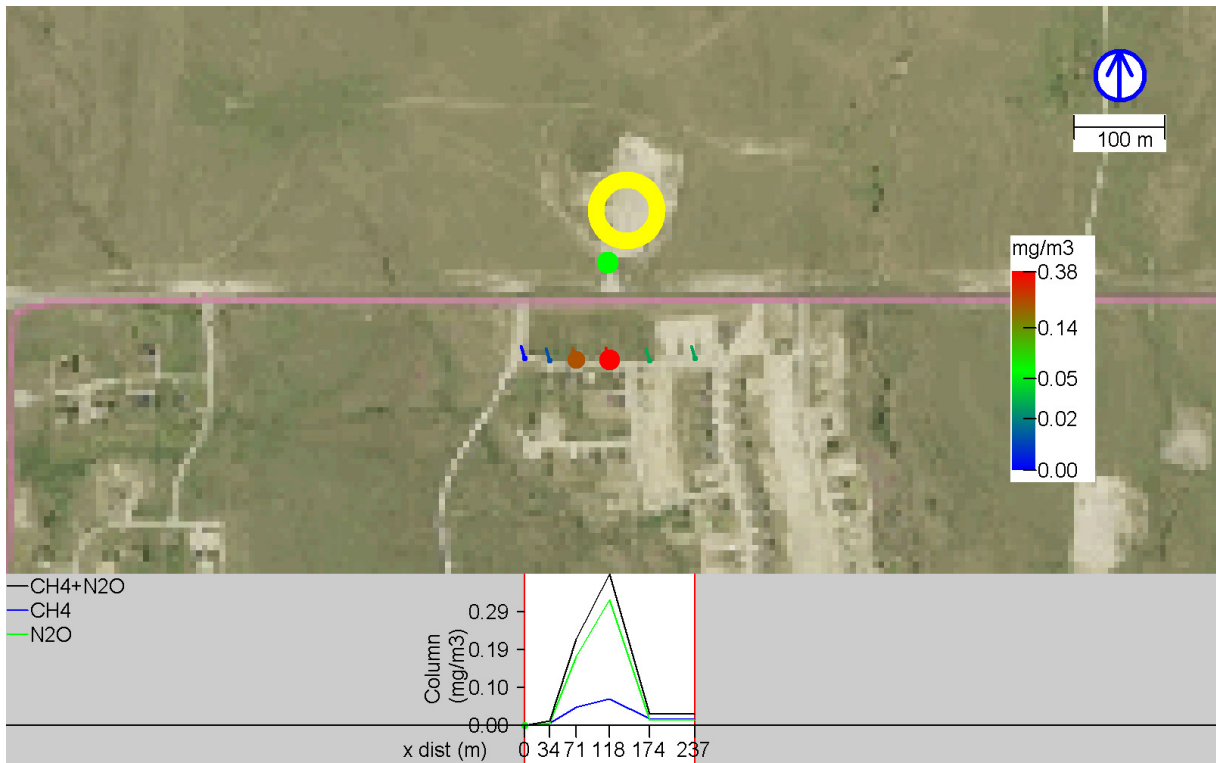 100 m
mg/m3
0.38
0.14
0.05
0.02
0.00
CH4+N2O
CH4
N2O
Column
(mg/m3)
0.29
0.19
0.10
0.00
x dist (m)
0 34 71 118 174 237